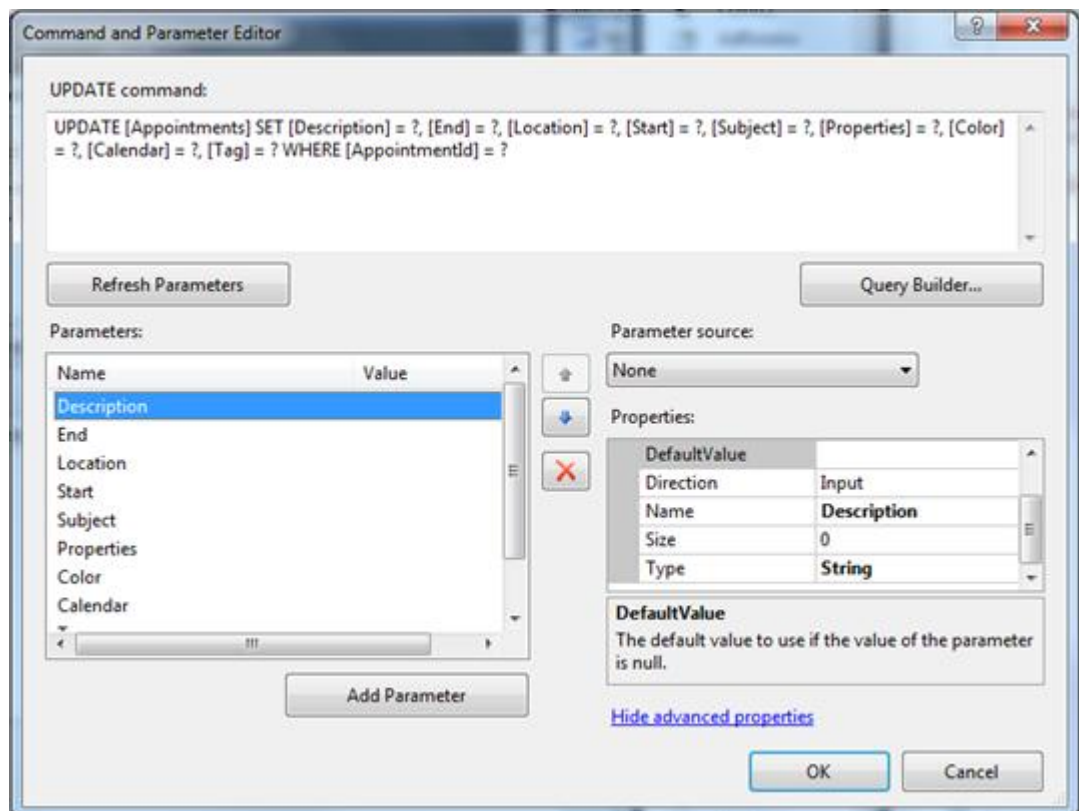 Command and Parameter Editor
UPDATE command:
UPDATE [Appointments] SET [Description] = ?, [End] = ?, [Location] = ?, [Start] = ?, [Subject] = ?, [Properties] = ?, [Color]
= ?, [Calendar] = ?, [Tag] = ? WHERE [AppointmentId] = ?
Refresh Parameters
Query Builder...
Parameters:
Name Value
Description
End
Location
Start
Subject
Properties
Color
Calendar
Add Parameter
Parameter source:
None
Properties:
DefaultValue
Direction Input
Name Description
Size 0
Type String
DefaultValue
The default value to use if the value of the parameter
is null.
Hide advanced properties
OK
Cancel